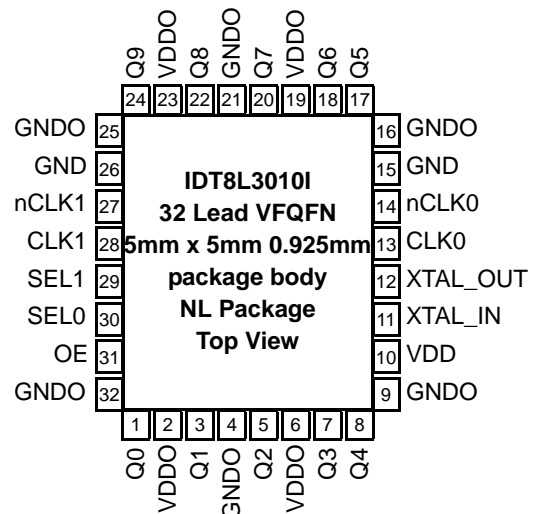 Q9 VDDO Q8 GNDO Q7 VDDO Q6 Q5
24 23 22 21 20 19 18 17
GNDO 25 16 GNDO
GND 26 15 GND
nCLK1 27 14 nCLK0
CLK1 28 13 CLK0
SEL1 29 12 XTAL_OUT
SEL0 30 11 XTAL_IN
OE 31 10 VDD
GNDO 32 9 GNDO
IDT8L3010I
32 Lead VFQFN
5mm x 5mm 0.925mm
package body
NL Package
Top View
1 2 3 4 5 6 7 8
Q0 VDDO Q1 GNDO Q2 VDDO Q3 Q4